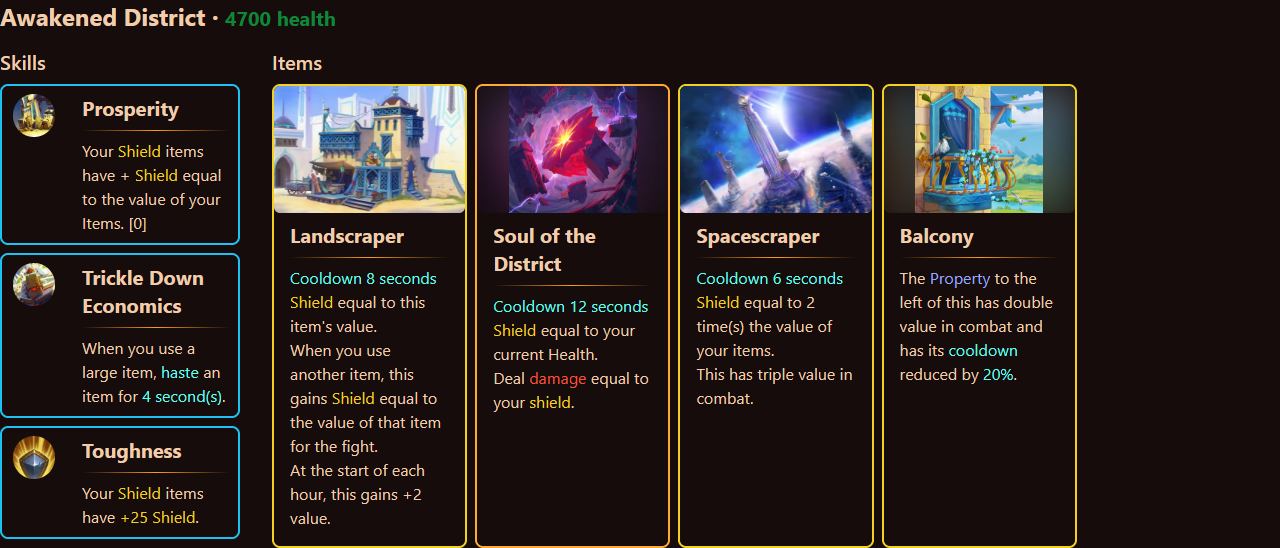 Awakened District · 4700 health
Skills
Prosperity
Your Shield items
have + Shield equal
to the value of your
Items. [0]
Trickle Down
Economics
When you use a
large item, haste an
item for 4 second(s).
Toughness
Your Shield items
have +25 Shield.
Items
Landscraper
Cooldown 8 seconds
Shield equal to this
item's value.
When you use
another item, this
gains Shield equal to
the value of that item
for the fight.
At the start of each
hour, this gains +2
value.
Soul of the
District
Cooldown 12 seconds
Shield equal to your
current Health.
Deal damage equal to
your shield.
Spacescraper
Cooldown 6 seconds
Shield equal to 2
time(s) the value of
your items.
This has triple value in
combat.
Balcony
The Property to the
left of this has double
value in combat and
has its cooldown
reduced by 20%.